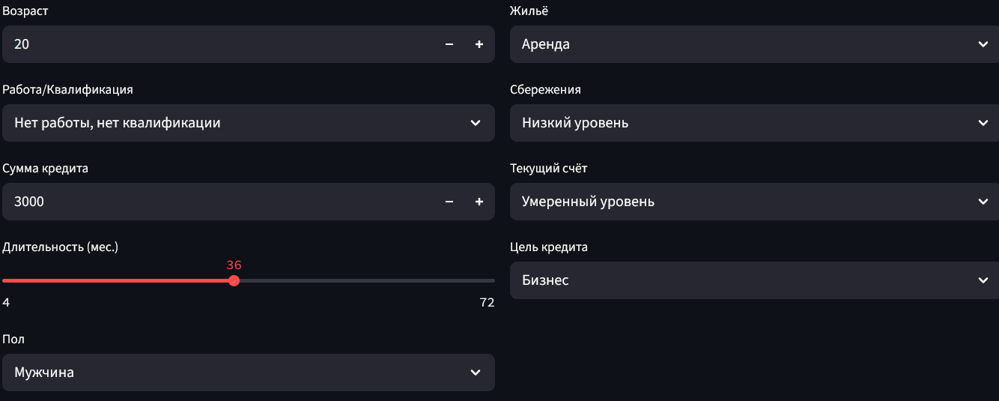 Возраст
20
Работа/Квалификация
Нет работы, нет квалификации
Сумма кредита
3000
Длительность (мес.)
36
4 72
Пол
Мужчина
Жильё
Аренда
Сбережения
Низкий уровень
Текущий счёт
Умеренный уровень
Цель кредита
Бизнес